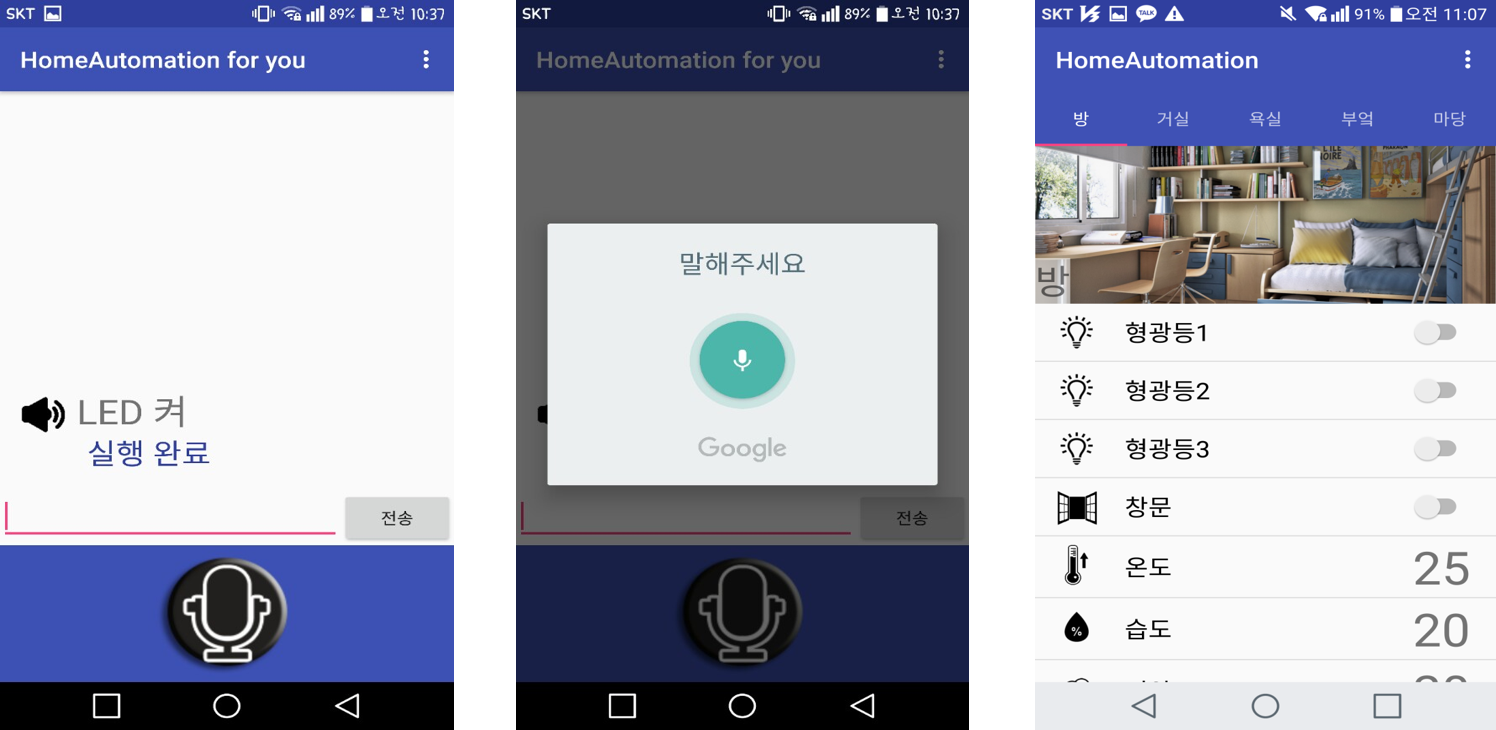 SKT
89% 오전 10:37
HomeAutomation for you
LED 켜
실행 완료
전송
SKT
89% 오전 10:37
HomeAutomation for you
말해주세요
Google
전송
SKT TALK 91% 오전 11:07
HomeAutomation
방 거실 욕실 부엌 마당
L'ILE
NOIRE
방
형광등1
형광등2
형광등3
창문
온도 25
% 습도 20